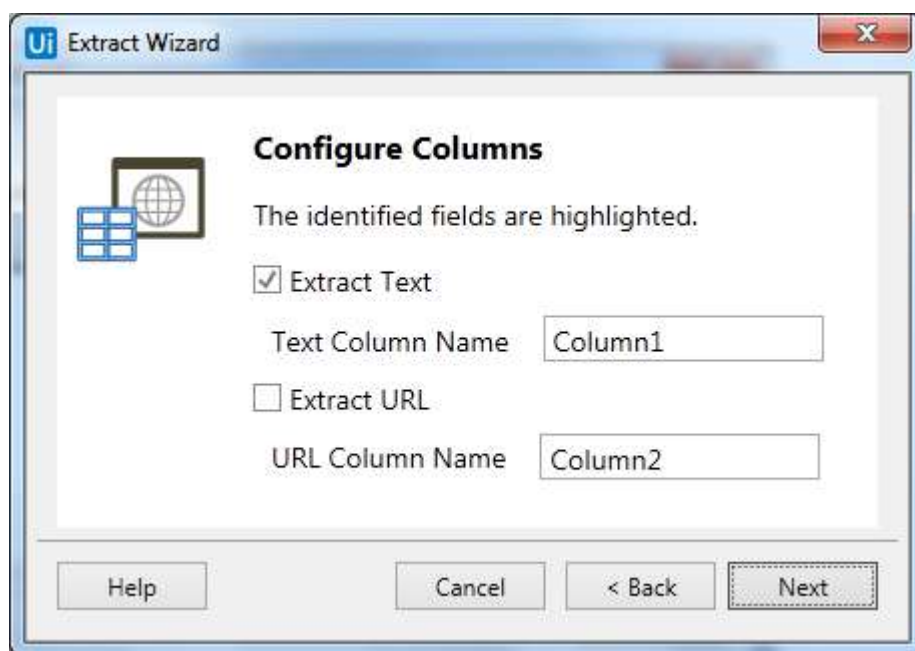 Ui Extract Wizard
Configure Columns
The identified fields are highlighted.
Extract Text
Text Column Name Column1
Extract URL
URL Column Name Column2
Help Cancel < Back Next